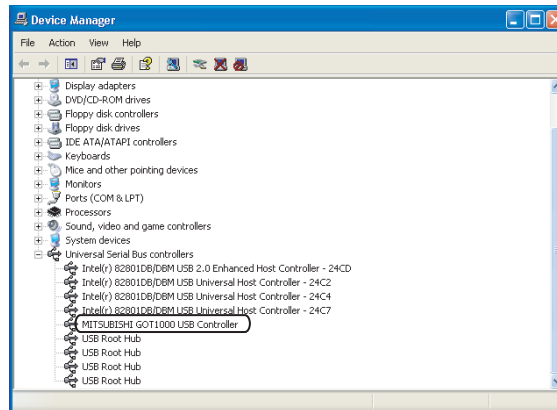 Device Manager
File Action View Help
Display adapters
DVD/CD-ROM drives
Floppy disk controllers
Floppy disk drives
IDE ATA/ATAPI controllers
Keyboards
Mice and other pointing devices
Monitors
Ports (COM & LPT)
Processors
Sound, video and game controllers
System devices
Universal Serial Bus controllers
Intel(r) 82801DB/DBM USB 2.0 Enhanced Host Controller - 24CD
Intel(r) 82801DB/DBM USB Universal Host Controller - 24C2
Intel(r) 82801DB/DBM USB Universal Host Controller - 24C4
Intel(r) 82801DB/DBM USB Universal Host Controller - 24C7
MITSUBISHI GOT1000 USB Controller
USB Root Hub
USB Root Hub
USB Root Hub
USB Root Hub